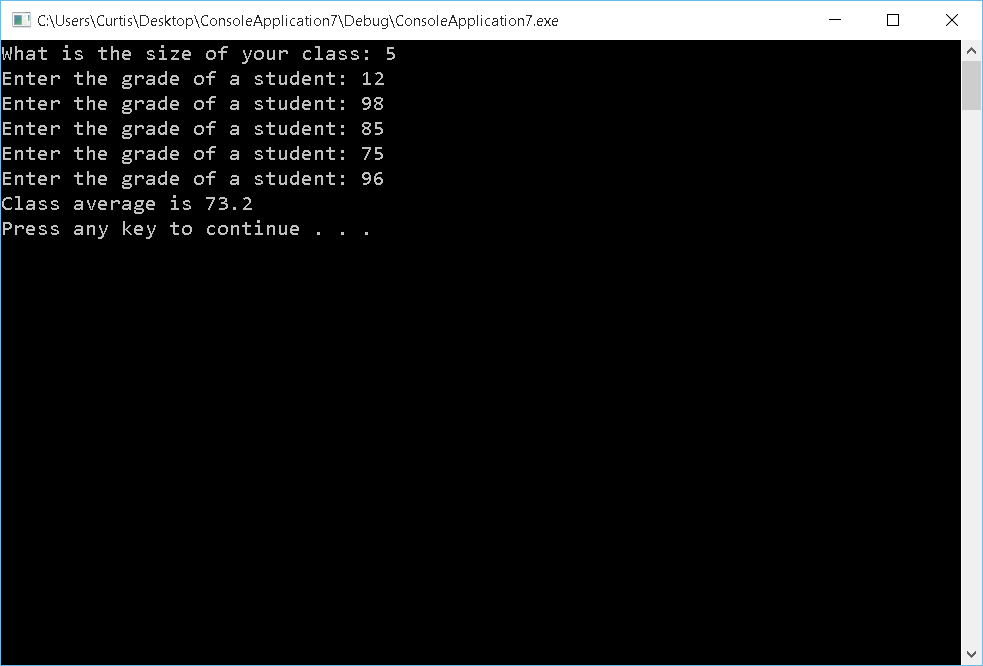 C:\Users\Curtis\Desktop\ConsoleApplication7\Debug\ConsoleApplication7.exe
What is the size of your class: 5
Enter the grade of a student: 12
Enter the grade of a student: 98
Enter the grade of a student: 85
Enter the grade of a student: 75
Enter the grade of a student: 96
Class average is 73.2
Press any key to continue . . .